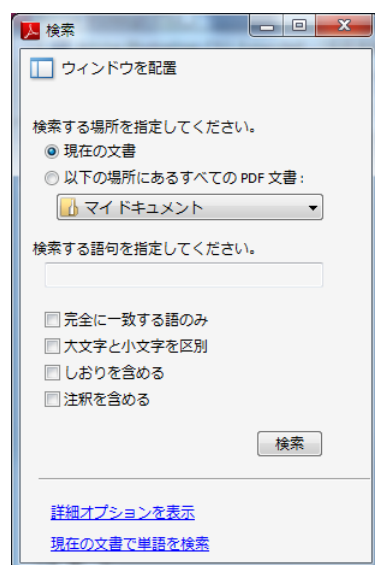 検索
ウィンドウを配置
検索する場所を指定してください。
現在の文書
以下の場所にあるすべての PDF 文書 :
マイ ドキュメント
検索する語句を指定してください。
完全に一致する語のみ
大文字と小文字を区別
しおりを含める
注釈を含める
検索
詳細オプションを表示
現在の文書で単語を検索